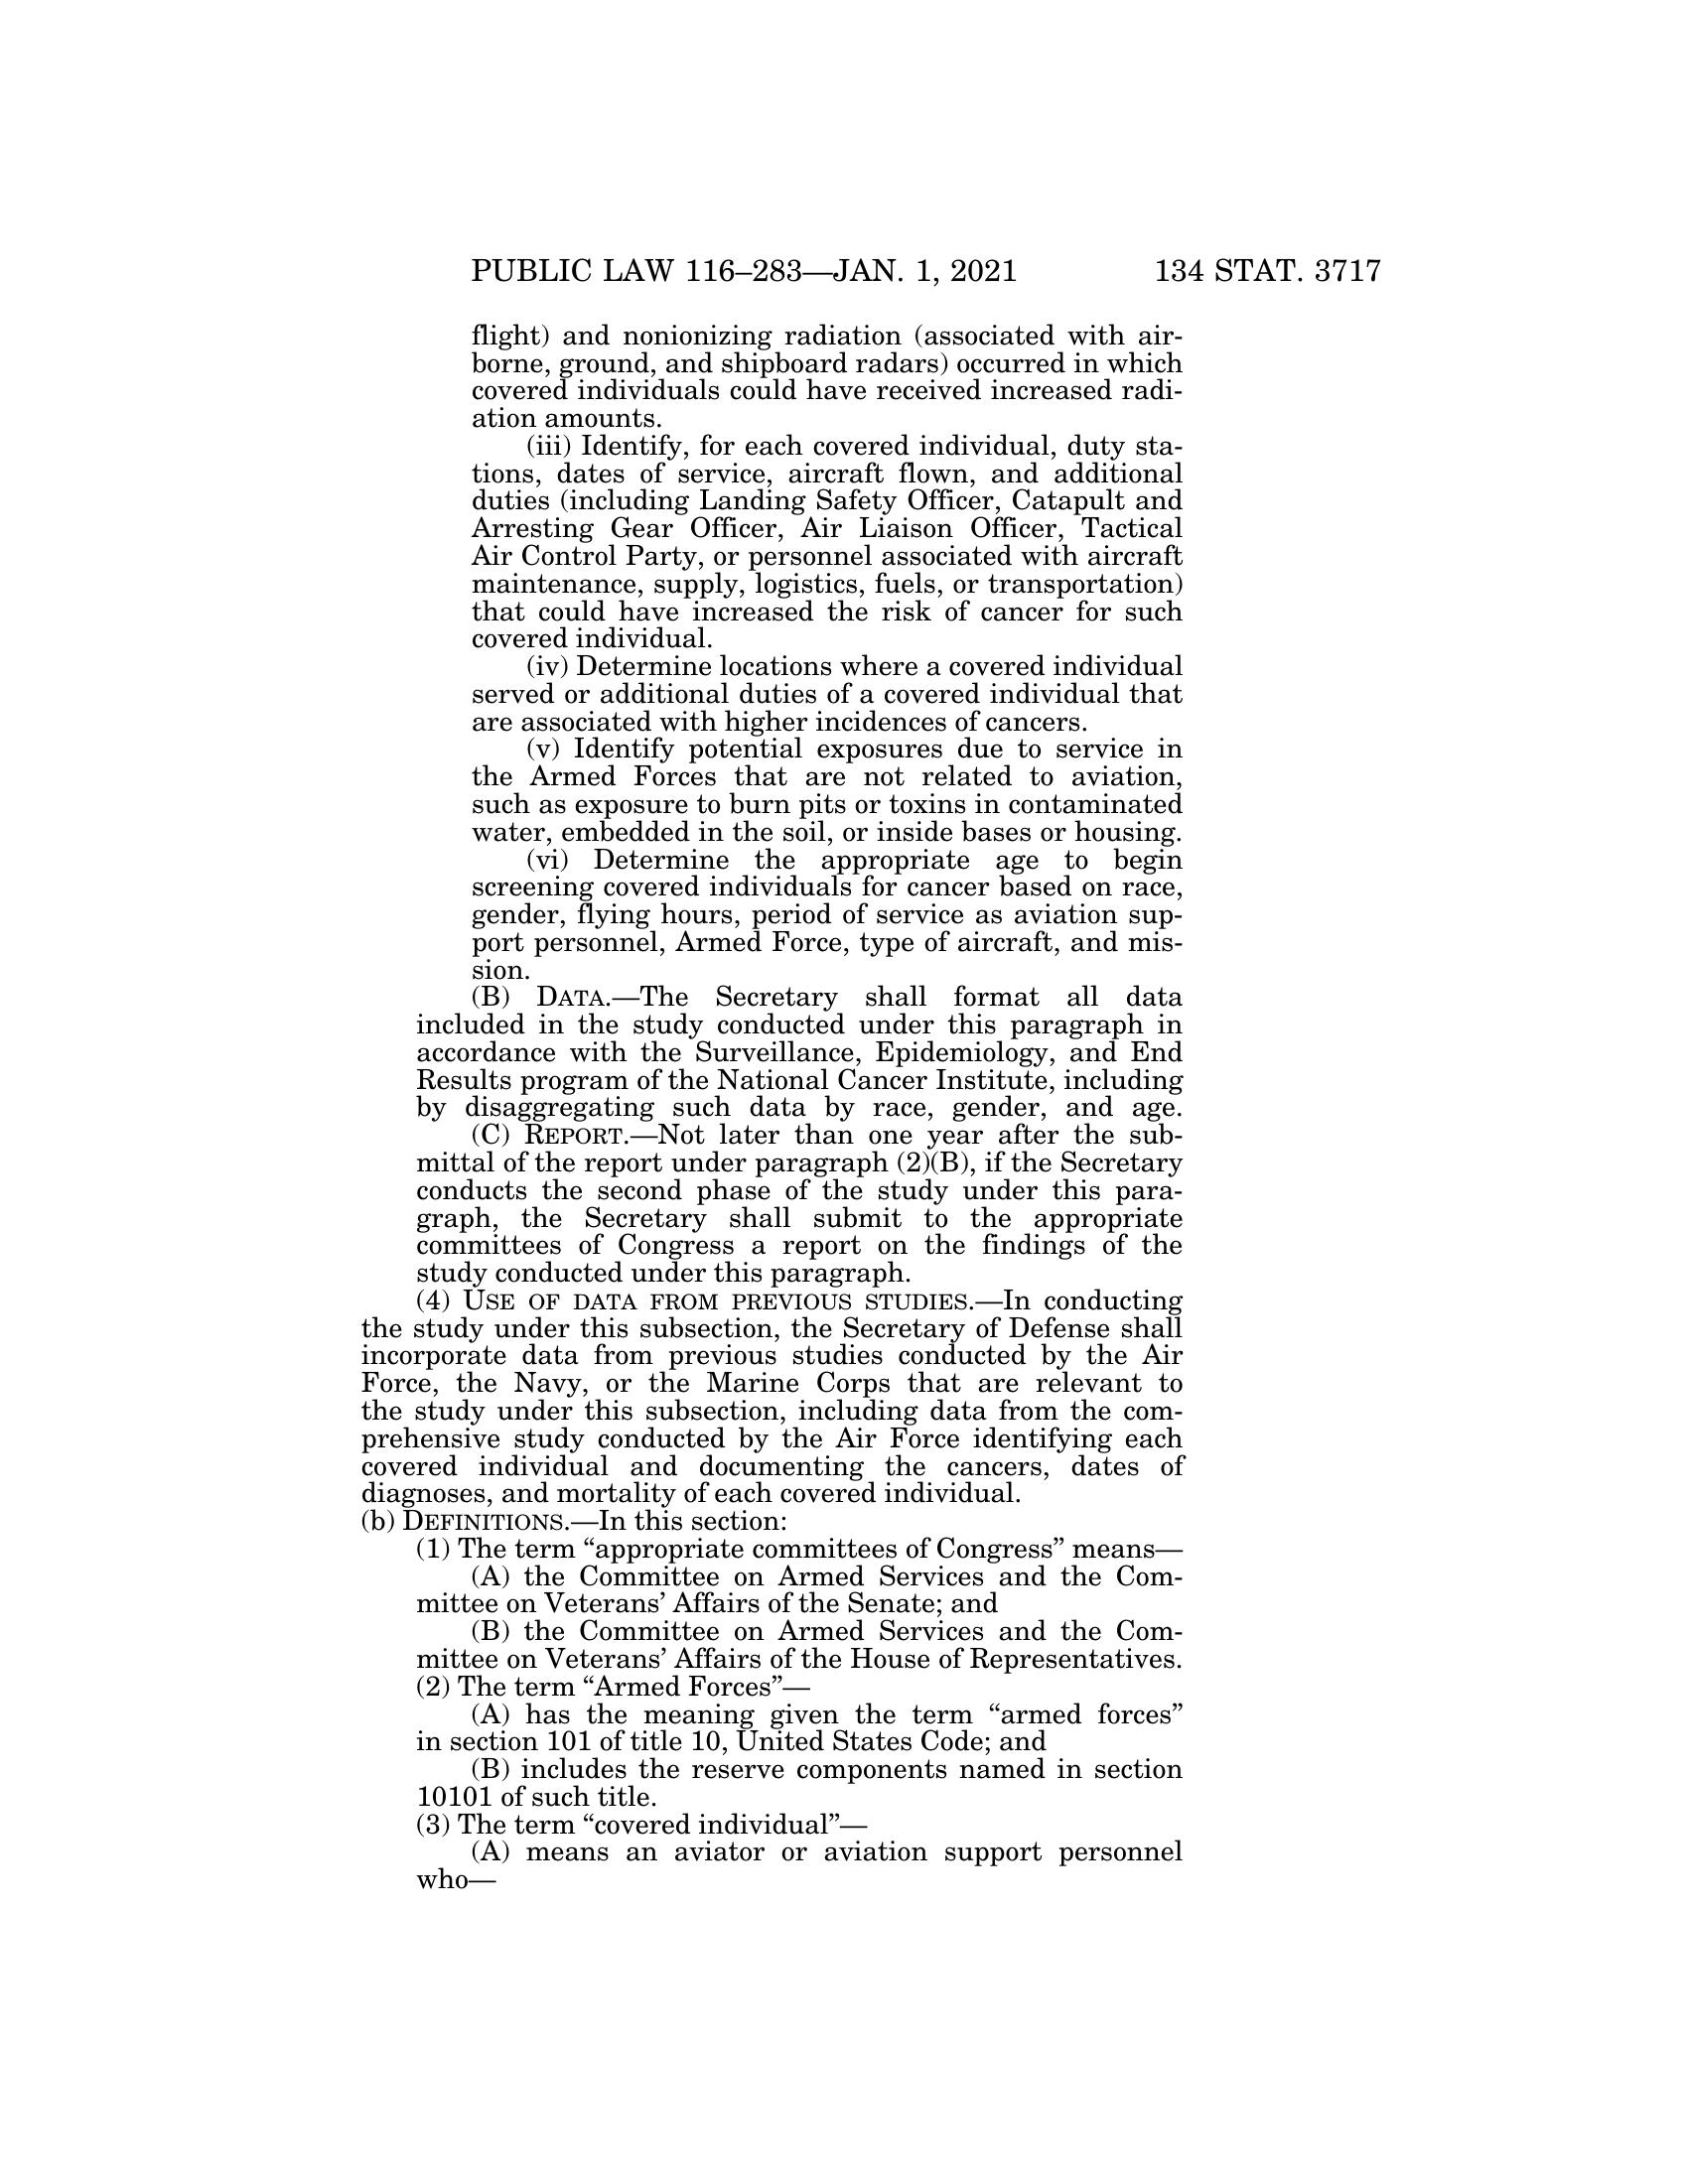 PUBLIC LAW 116–283—JAN. 1, 2021 134 STAT. 3717
flight) and nonionizing radiation (associated with air-
borne, ground, and shipboard radars) occurred in which
covered individuals could have received increased radi-
ation amounts.
(iii) Identify, for each covered individual, duty sta-
tions, dates of service, aircraft flown, and additional
duties (including Landing Safety Officer, Catapult and
Arresting Gear Officer, Air Liaison Officer, Tactical
Air Control Party, or personnel associated with aircraft
maintenance, supply, logistics, fuels, or transportation)
that could have increased the risk of cancer for such
covered individual.
(iv) Determine locations where a covered individual
served or additional duties of a covered individual that
are associated with higher incidences of cancers.
(v) Identify potential exposures due to service in
the Armed Forces that are not related to aviation,
such as exposure to burn pits or toxins in contaminated
water, embedded in the soil, or inside bases or housing.
(vi) Determine the appropriate age to begin
screening covered individuals for cancer based on race,
gender, flying hours, period of service as aviation sup-
port personnel, Armed Force, type of aircraft, and mis-
sion.
(B) DATA.—The Secretary shall format all data
included in the study conducted under this paragraph in
accordance with the Surveillance, Epidemiology, and End
Results program of the National Cancer Institute, including
by disaggregating such data by race, gender, and age.
(C) REPORT.—Not later than one year after the sub-
mittal of the report under paragraph (2)(B), if the Secretary
conducts the second phase of the study under this para-
graph, the Secretary shall submit to the appropriate
committees of Congress a report on the findings of the
study conducted under this paragraph.
(4) USE OF DATA FROM PREVIOUS STUDIES.—In conducting
the study under this subsection, the Secretary of Defense shall
incorporate data from previous studies conducted by the Air
Force, the Navy, or the Marine Corps that are relevant to
the study under this subsection, including data from the com-
prehensive study conducted by the Air Force identifying each
covered individual and documenting the cancers, dates of
diagnoses, and mortality of each covered individual.
(b) DEFINITIONS.—In this section:
(1) The term “appropriate committees of Congress” means—
(A) the Committee on Armed Services and the Com-
mittee on Veterans’ Affairs of the Senate; and
(B) the Committee on Armed Services and the Com-
mittee on Veterans’ Affairs of the House of Representatives.
(2) The term “Armed Forces”—
(A) has the meaning given the term “armed forces”
in section 101 of title 10, United States Code; and
(B) includes the reserve components named in section
10101 of such title.
(3) The term “covered individual”—
(A) means an aviator or aviation support personnel
who—